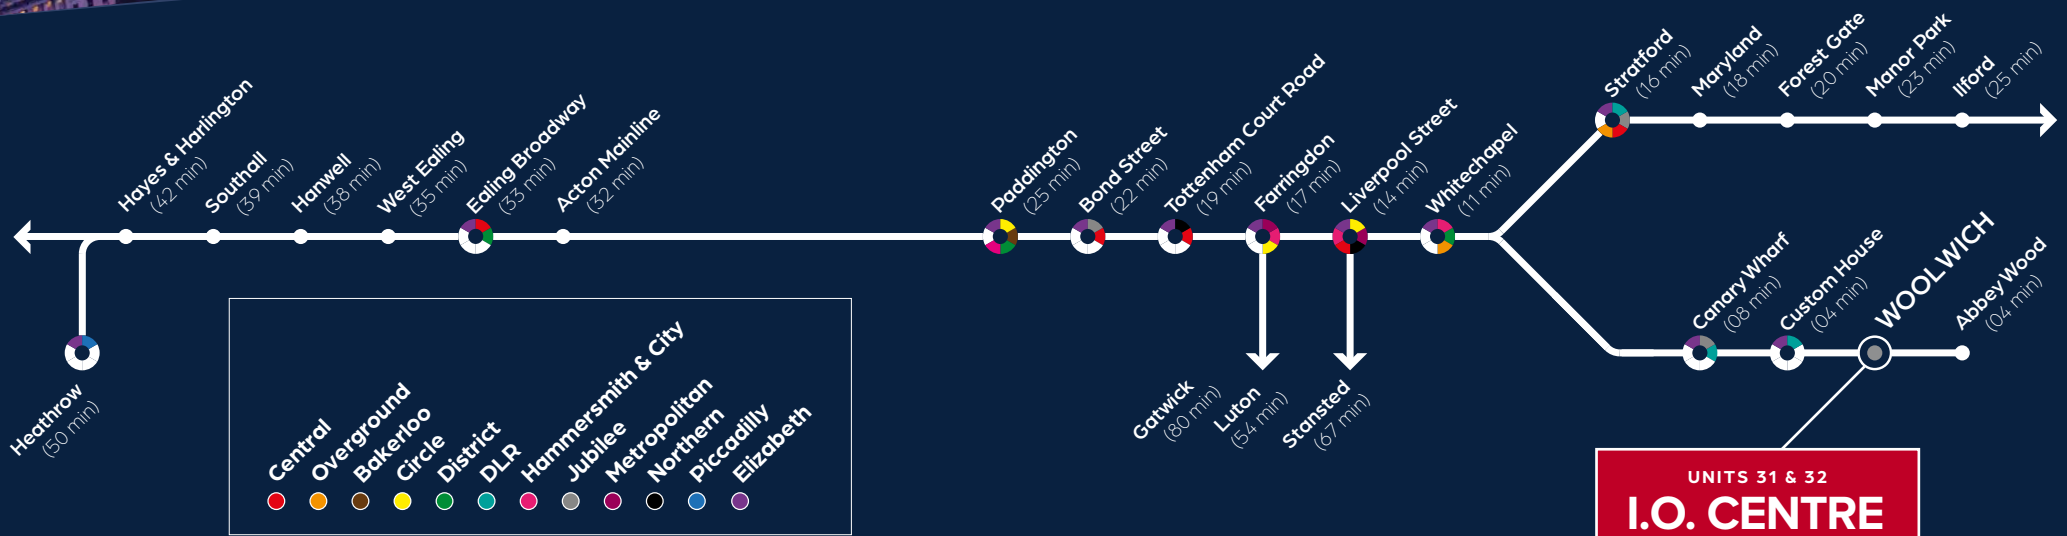 Hayes & Harlington
(42 min)
Southall
(39 min)
Hanwell
(38 min)
West Ealing
(35 min)
Ealing Broadway
(33 min)
Acton Mainline
(32 min)
Paddington
(25 min)
Bond Street
(22 min)
Tottenham Court Road
(19 min)
Farringdon
(17 min)
Liverpool Street
(14 min)
Whitechapel
(11 min)
Stratford
(16 min)
Maryland
(18 min)
Forest Gate
(20 min)
Manor Park
(23 min)
Ilford
(25 min)
Canary Wharf
(08 min)
Custom House
(04 min)
WOOLWICH
Abbey Wood
(04 min)
Heathrow
(50 min)
Gatwick
(80 min)
Luton
(54 min)
Stansted
(67 min)
Central
Overground
Bakerloo
Circle
District
DLR
Hammersmith & City
Jubilee
Metropolitan
Northern
Piccadilly
Elizabeth
UNITS 31 & 32
I.O. CENTRE